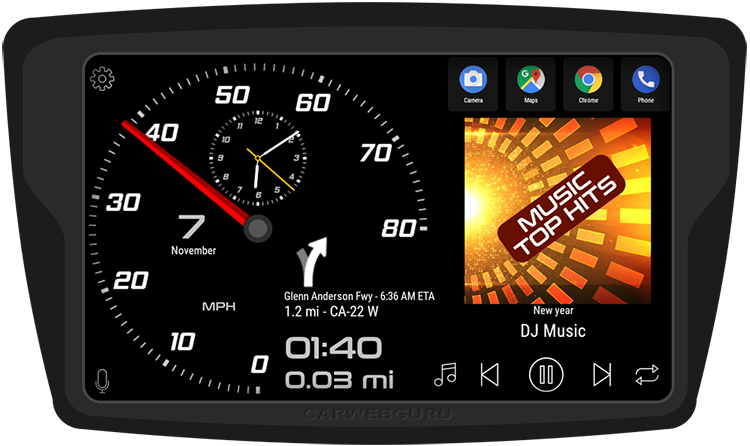 50
60
40
70
30
80
20
10
0
12
11
1
10
2
9
3
8
4
7
5
6
7
November
MPH
Glenn Anderson Fwy - 6:36 AM ETA
1.2 mi - CA-22 W
01:40
0.03 mi
Camera
Maps
Chrome
Phone
MUSIC
TOP HITS
New year
DJ Music
CARWEBGURU